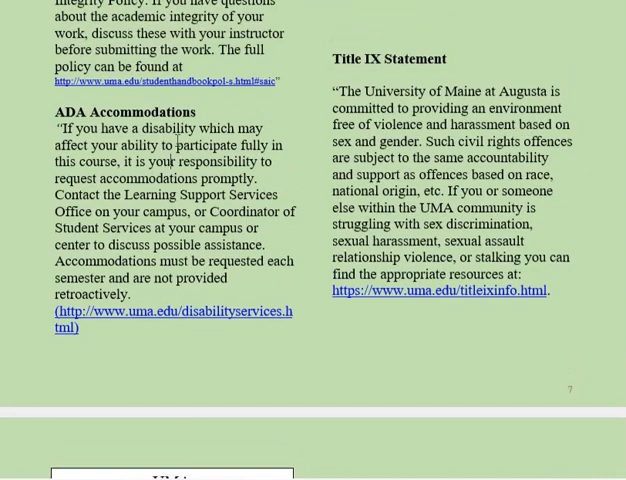 Integrity Policy. If you have questions
about the academic integrity of your
work, discuss these with your instructor
before submitting the work. The full
policy can be found at
http://www.uma.edu/studenthandbookpol-s.html#saic"
ADA Accommodations
“If you have a disability which may
affect your ability to participate fully in
this course, it is your responsibility to
request accommodations promptly.
Contact the Learning Support Services
Office on your campus, or Coordinator of
Student Services at your campus or
center to discuss possible assistance.
Accommodations must be requested each
semester and are not provided
retroactively.
(http://www.uma.edu/disabilityservices.h
tml)
Title IX Statement
“The University of Maine at Augusta is
committed to providing an environment
free of violence and harassment based on
sex and gender. Such civil rights offences
are subject to the same accountability
and support as offences based on race,
national origin, etc. If you or someone
else within the UMA community is
struggling with sex discrimination,
sexual harassment, sexual assault
relationship violence, or stalking you can
find the appropriate resources at:
https://www.uma.edu/titleixinfo.html.
7